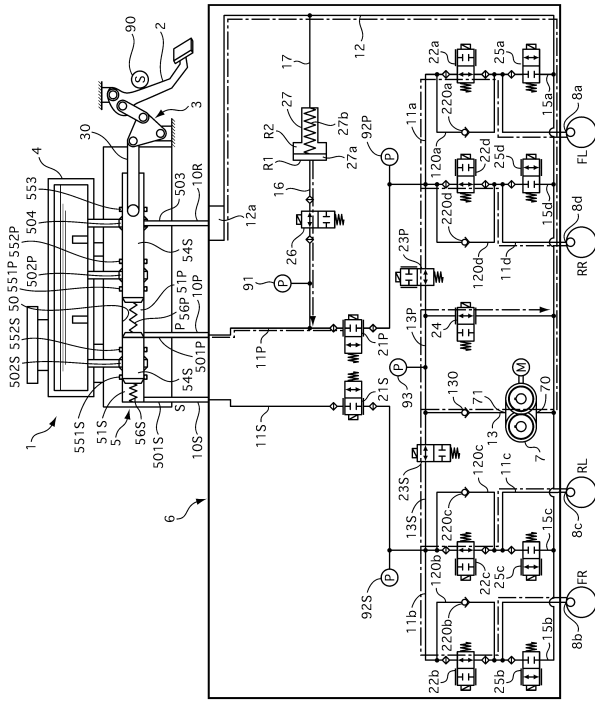 90
S
2
3
30
4
553
504
552P
502P
551P
50
552S
502S
503
10R
54S
51P
56P
P
10P
501P
54S
551S
51S
5
56S
501S
S
10S
1
6
12a
12
17
27
27b
R2
R1
27a
16
26
92P
P
91
P
11P
21P
11S
21S
22a
25a
11a
220a
120a
15a
8a
FL
22d
25d
220d
120d
11d
15d
8d
RR
23P
13P
24
P
93
130
13
71
M
70
7
23S
13S
120c
11c
220c
22c
25c
15c
8c
RL
92S
P
11b
120b
220b
22b
25b
15b
8b
FR